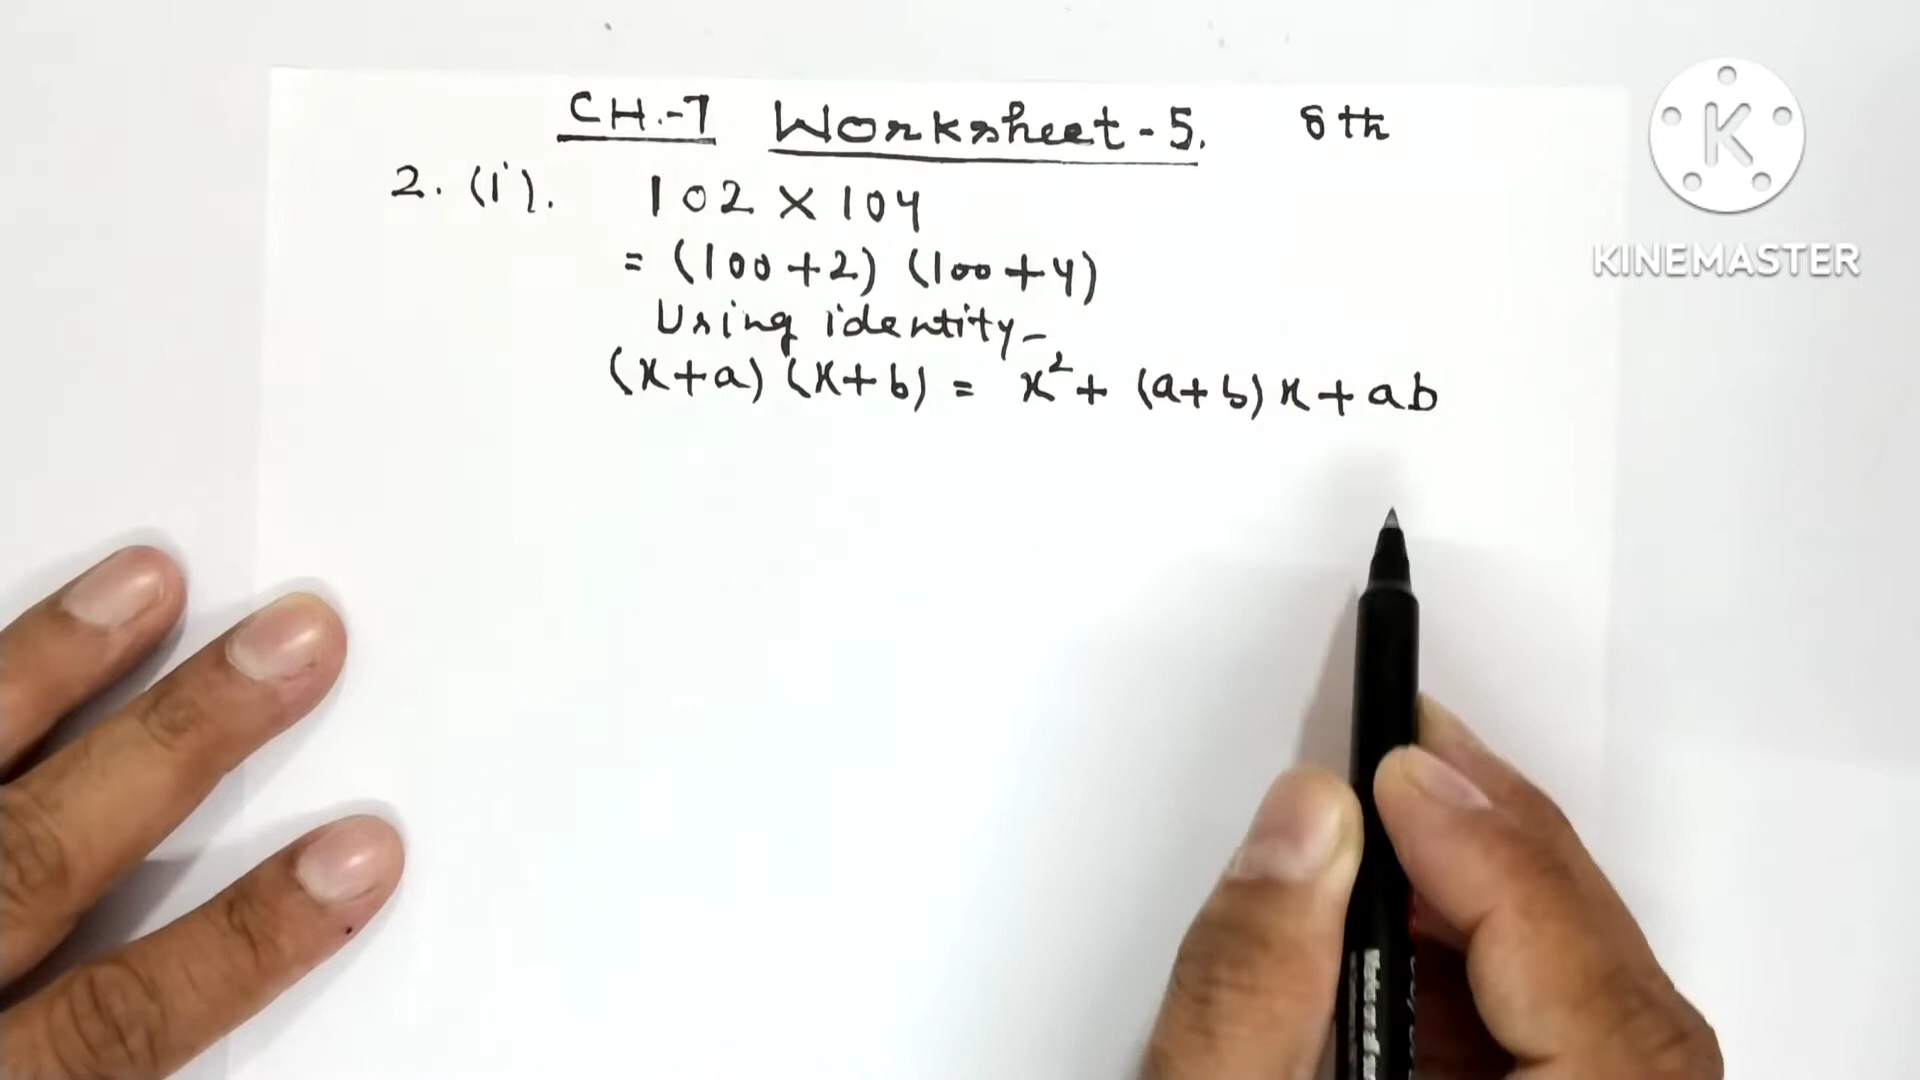 CH.-7 Worksheet-5. 8th
2. (i). 102 × 104
= (100+2) (100+4)
Using identity-
(x+a) (x+b) = x²+ (a+b)x+ab
K
KINEMASTER